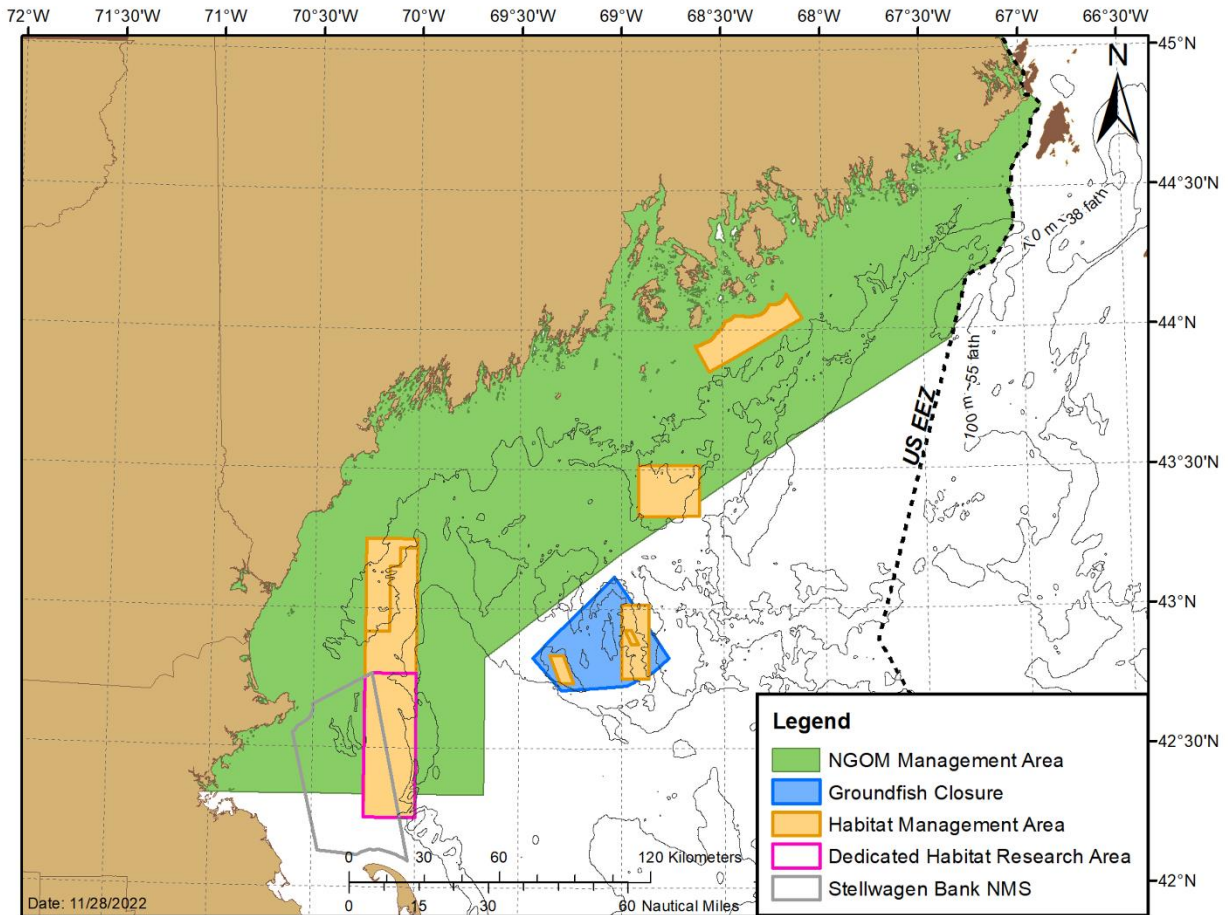 72°W 71°30'W 71°W 70°30'W 70°W 69°30'W 69°W 68°30'W 68°W 67°30'W 67°W 66°30'W
45°N
N
44°30'N
0 m ~38 fath
44°N
100 m ~55 fath
US EEZ
43°30'N
43°N
42°30'N
42°N
Legend
NGOM Management Area
Groundfish Closure
Habitat Management Area
Dedicated Habitat Research Area
Stellwagen Bank NMS
0 30 60 120 Kilometers
0 15 30 60 Nautical Miles
Date: 11/28/2022